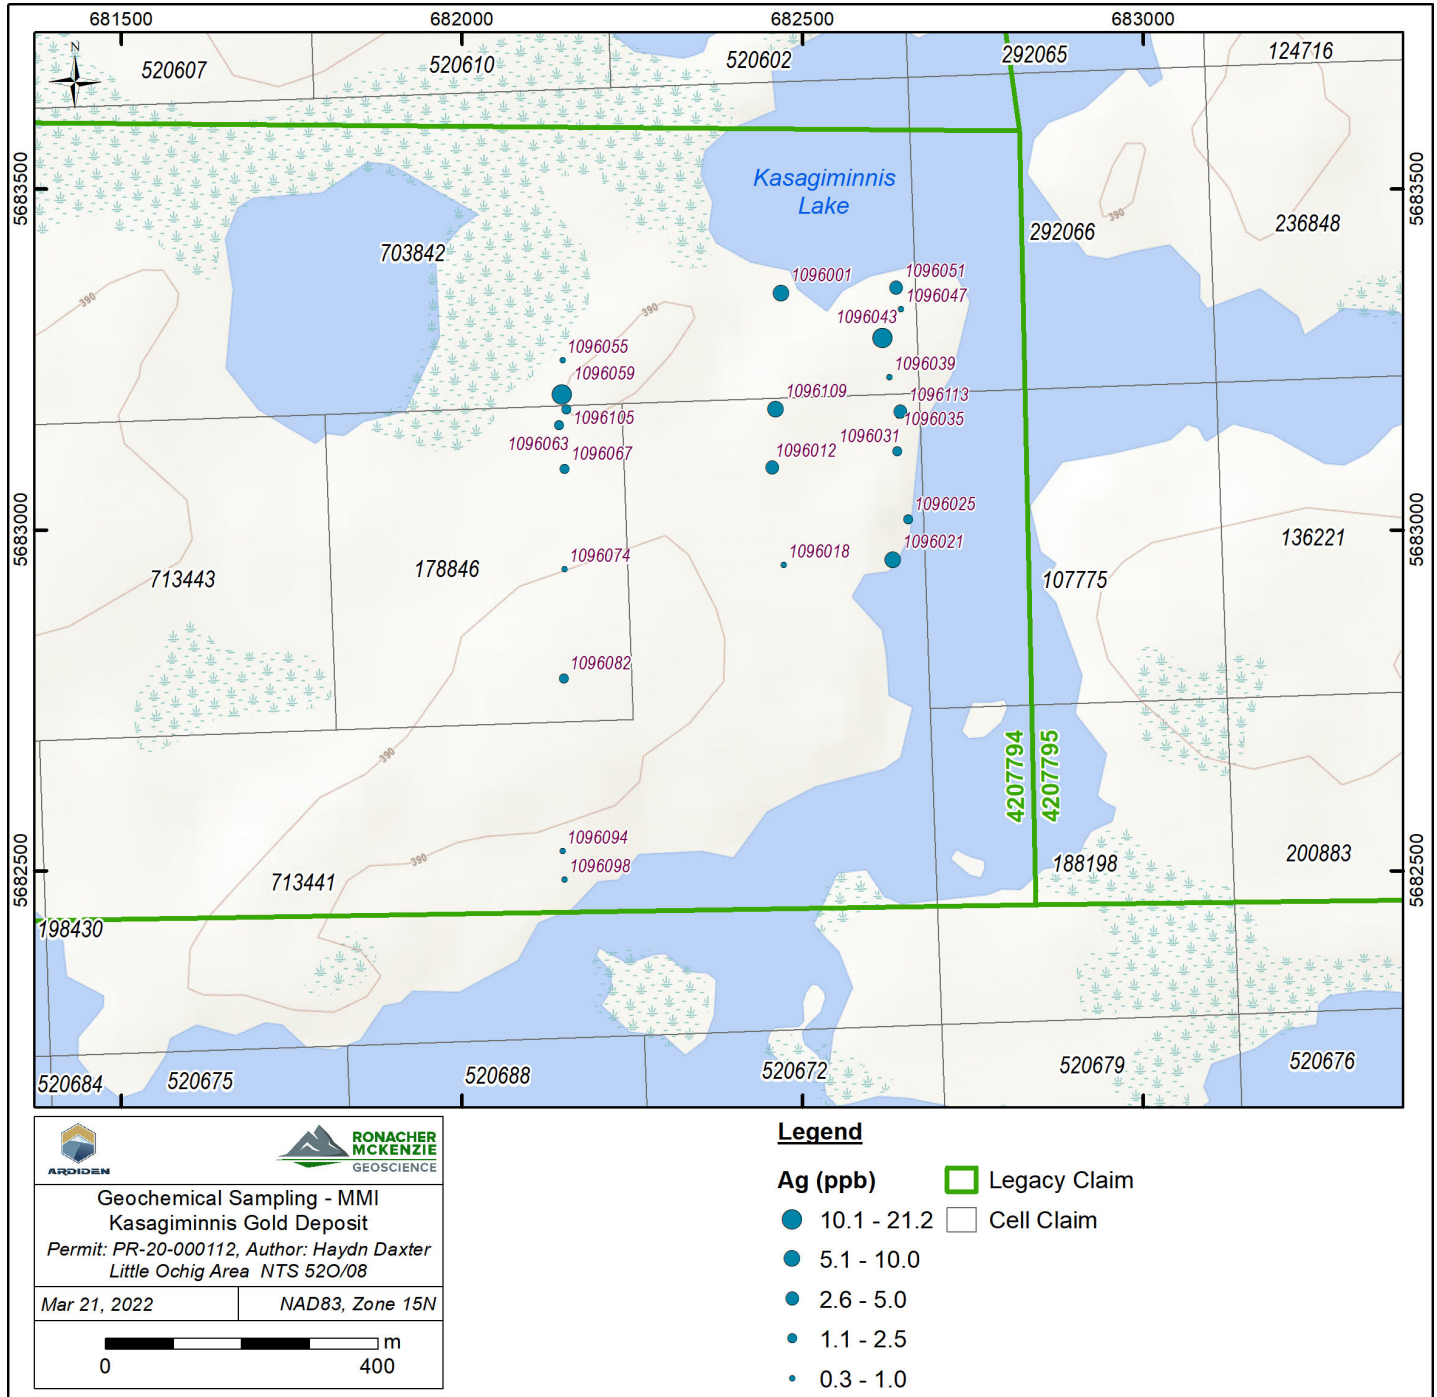 681500
682000
682500
683000
520607
520610
520602
292065
124716
N
5683500
5683500
Kasagiminnis
Lake
703842
292066
236848
390
390
390
1096001
1096051
1096047
1096043
1096055
1096059
1096039
1096109
1096113
1096105
1096035
1096063
1096031
1096067
1096012
1096025
5683000
5683000
1096021
1096018
1096074
713443
178846
136221
107775
1096082
390
4207794
4207795
1096094
390
1096098
5682500
5682500
713441
188198
200883
198430
520684
520675
520688
520672
520679
520676
ARDIDEN
RONACHER
MCKENZIE
GEOSCIENCE
Geochemical Sampling - MMI
Kasagiminnis Gold Deposit
Permit: PR-20-000112, Author: Haydn Daxter
Little Ochig Area NTS 52O/08
Mar 21, 2022
NAD83, Zone 15N
m
0
400
Legend
Ag (ppb)
10.1 - 21.2
5.1 - 10.0
2.6 - 5.0
1.1 - 2.5
0.3 - 1.0
Legacy Claim
Cell Claim